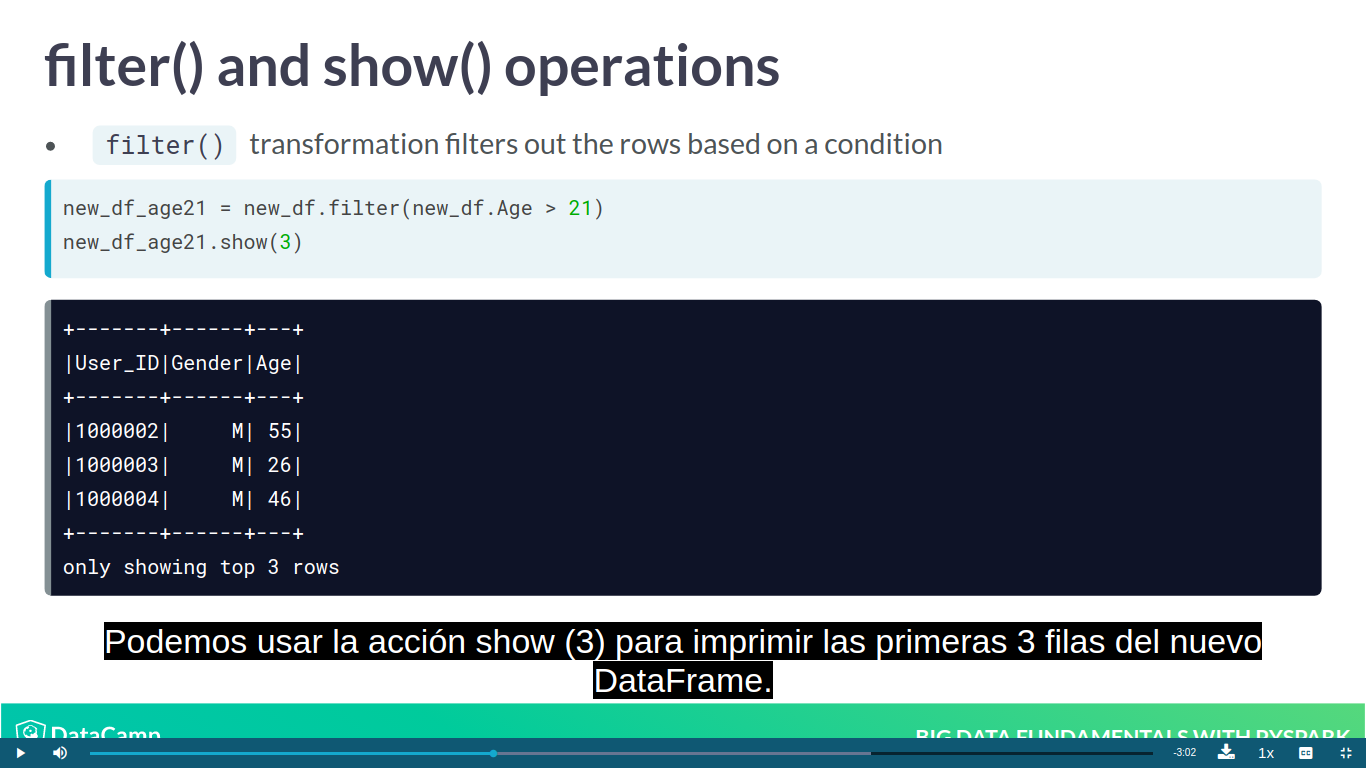 filter() and show() operations
• filter() transformation filters out the rows based on a condition
new_df_age21 = new_df.filter(new_df.Age > 21)
new_df_age21.show(3)
+-------+------+---+
|User_ID|Gender|Age|
+-------+------+---+
|1000002|     M| 55|
|1000003|     M| 26|
|1000004|     M| 46|
+-------+------+---+
only showing top 3 rows
Podemos usar la acción show (3) para imprimir las primeras 3 filas del nuevo
DataFrame.
DataCamp
BIG DATA FUNDAMENTALS WITH PYSPARK
-3:02
1x
CC